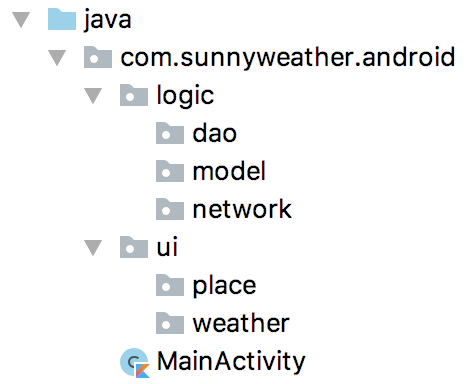 java
com.sunnyweather.android
logic
dao
model
network
ui
place
weather
MainActivity